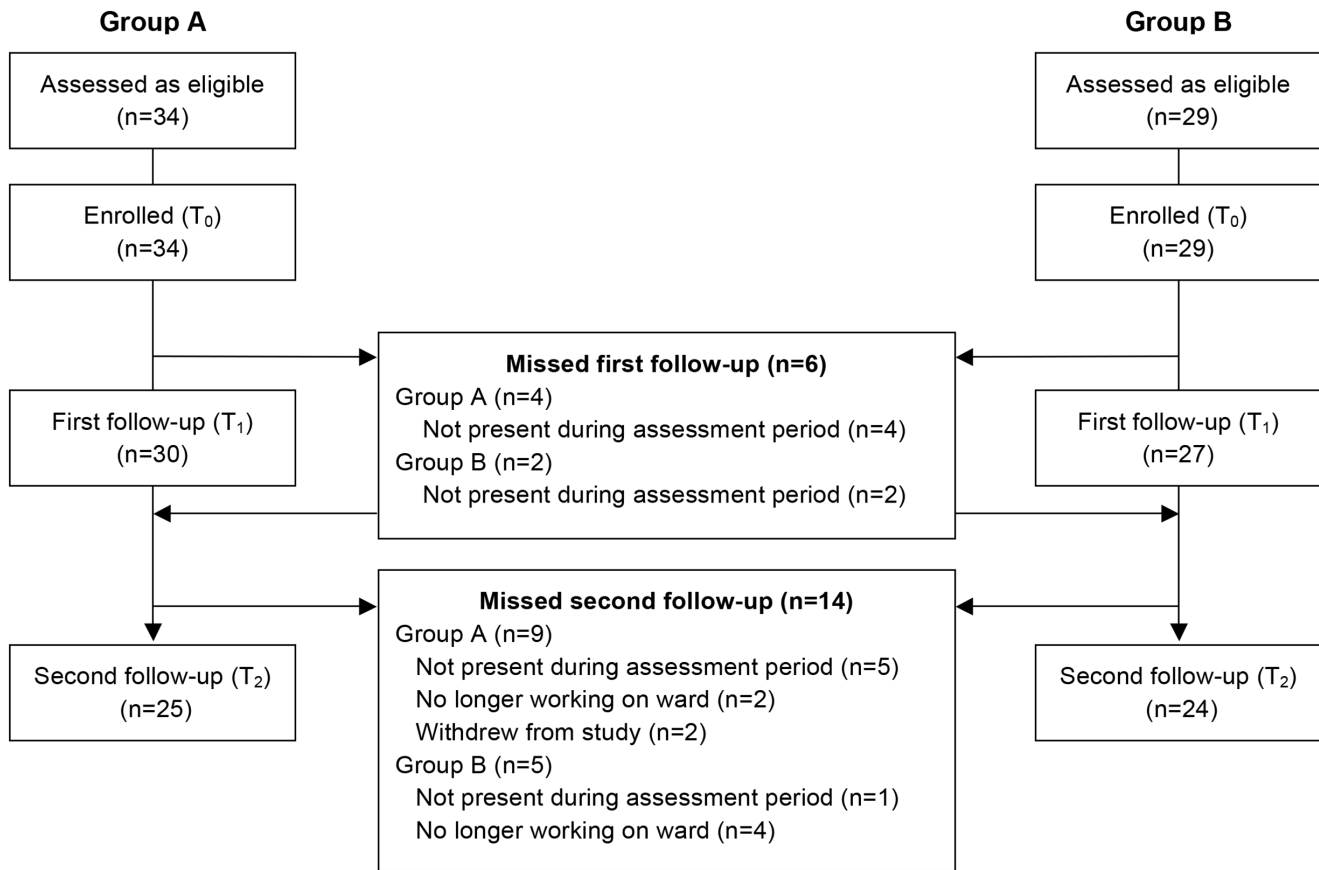 Group A
Assessed as eligible
(n=34)
Enrolled (T₀)
(n=34)
First follow-up (T₁)
(n=30)
Second follow-up (T₂)
(n=25)
Missed first follow-up (n=6)
Group A (n=4)
Not present during assessment period (n=4)
Group B (n=2)
Not present during assessment period (n=2)
Missed second follow-up (n=14)
Group A (n=9)
Not present during assessment period (n=5)
No longer working on ward (n=2)
Withdrew from study (n=2)
Group B (n=5)
Not present during assessment period (n=1)
No longer working on ward (n=4)
Group B
Assessed as eligible
(n=29)
Enrolled (T₀)
(n=29)
First follow-up (T₁)
(n=27)
Second follow-up (T₂)
(n=24)